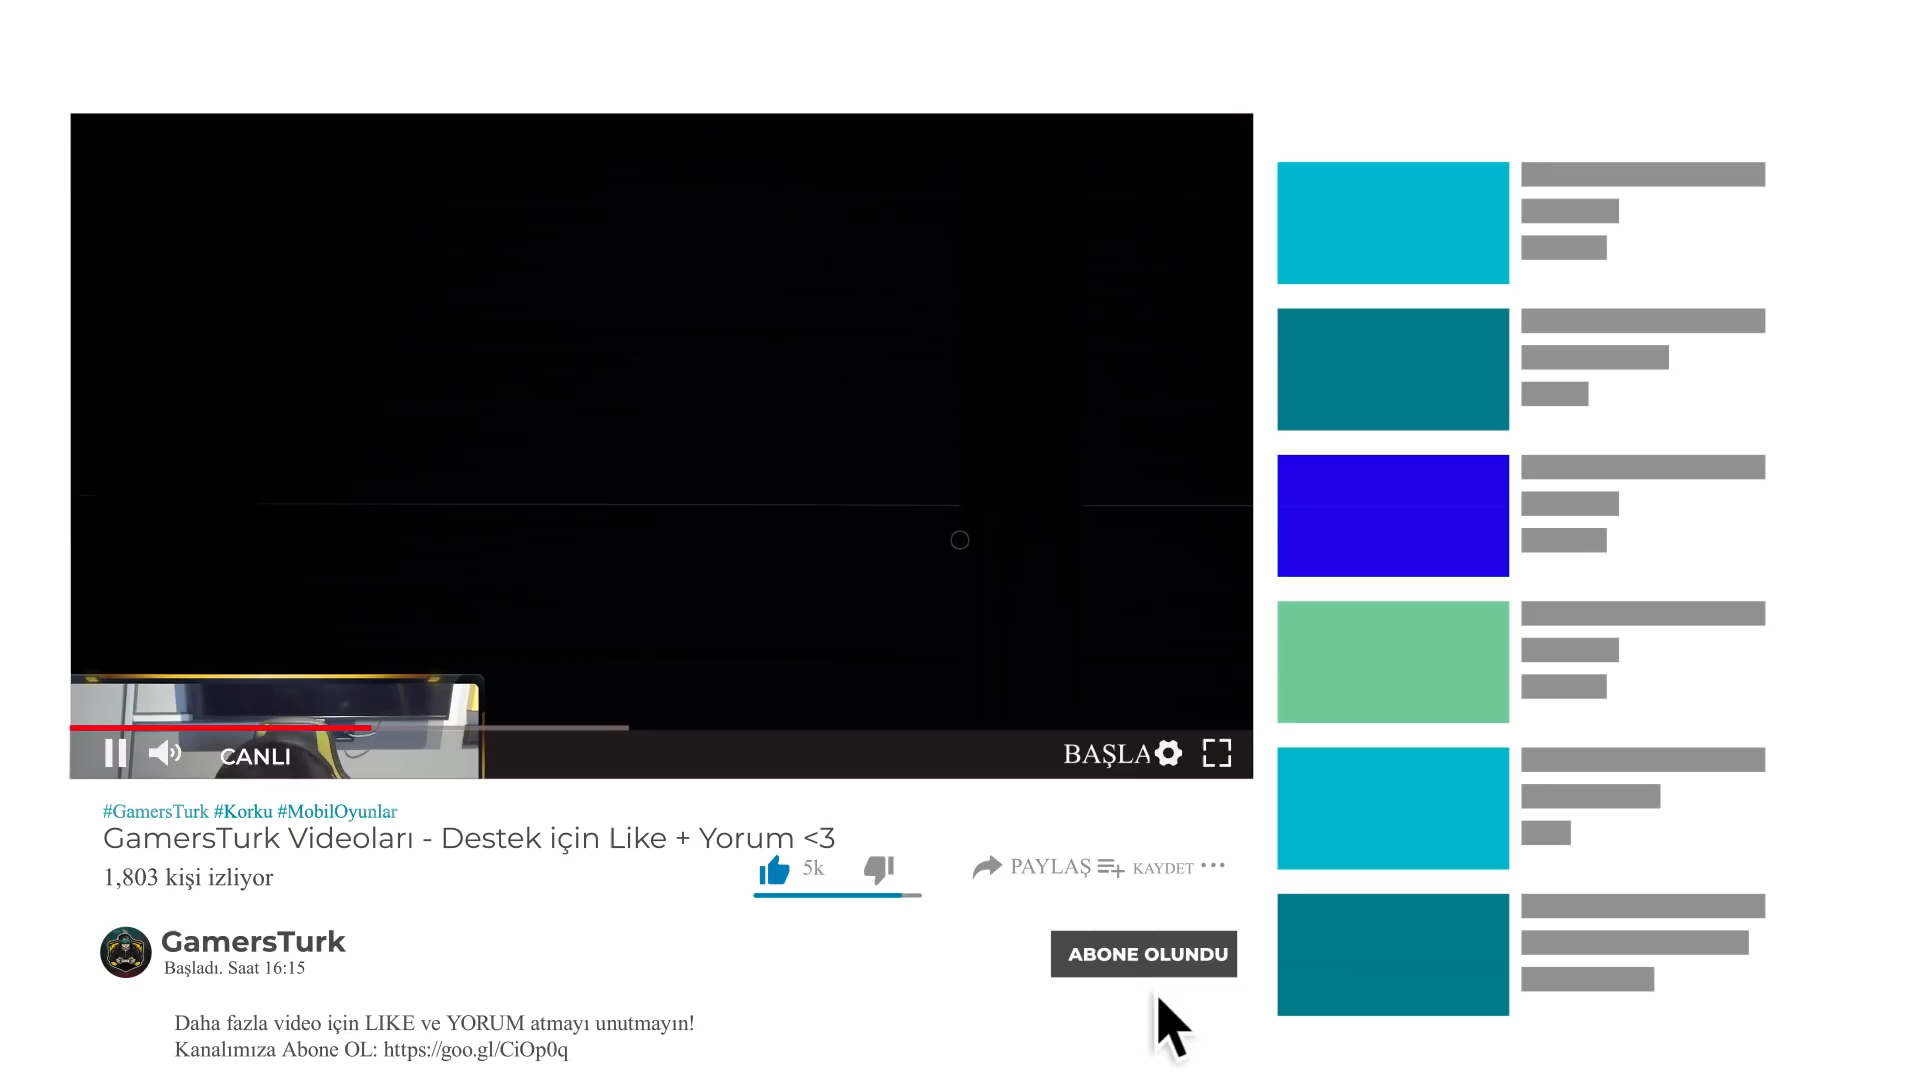 CANLI
BAŞLA
#GamersTurk #Korku #MobilOyunlar
GamersTurk Videoları - Destek için Like + Yorum <3
1,803 kişi izliyor
5k
PAYLAŞ
KAYDET
GamersTurk
Başladı. Saat 16:15
ABONE OLUNDU
Daha fazla video için LIKE ve YORUM atmayı unutmayın!
Kanalımıza Abone OL: https://goo.gl/CiOp0q